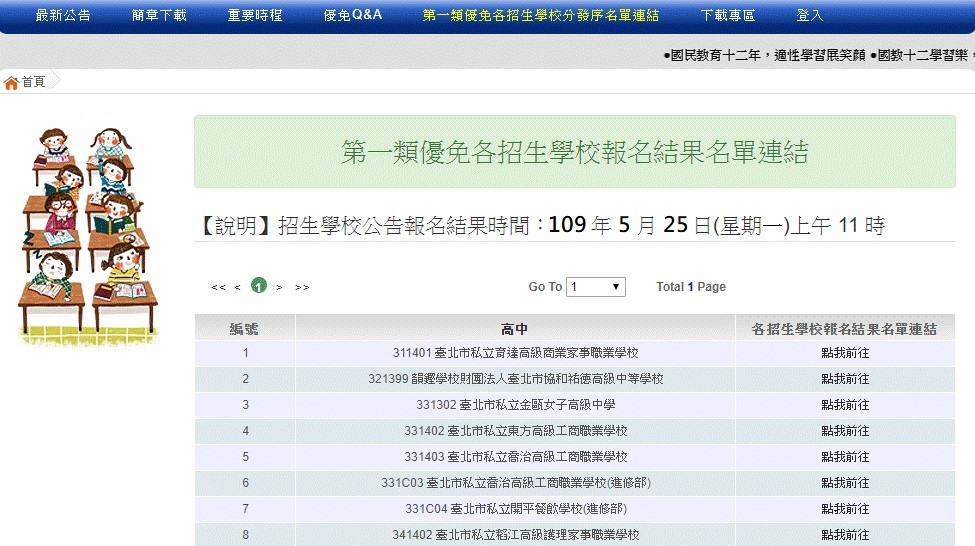 最新公告 簡章下載 重要時程 優免Q&A 第一類優免各招生學校分發序名單連結 下載專區 登入
●國民教育十二年，適性學習展笑顏 ●國教十二學習樂，
首頁
第一類優免各招生學校報名結果名單連結
【說明】招生學校公告報名結果時間：109 年 5 月 25 日(星期一)上午 11 時
<< < 1 > >> Go To 1 Total 1 Page
編號 高中 各招生學校報名結果名單連結
1 311401 臺北市私立育達高級商業家事職業學校 點我前往
2 321399 韻鏗學校財團法人臺北市協和祐德高級中等學校 點我前往
3 331302 臺北市私立金甌女子高級中學 點我前往
4 331402 臺北市私立東方高級工商職業學校 點我前往
5 331403 臺北市私立喬治高級工商職業學校 點我前往
6 331C03 臺北市私立喬治高級工商職業學校(進修部) 點我前往
7 331C04 臺北市私立開平餐飲學校(進修部) 點我前往
8 341402 臺北市私立稻江高級護理家事職業學校 點我前往